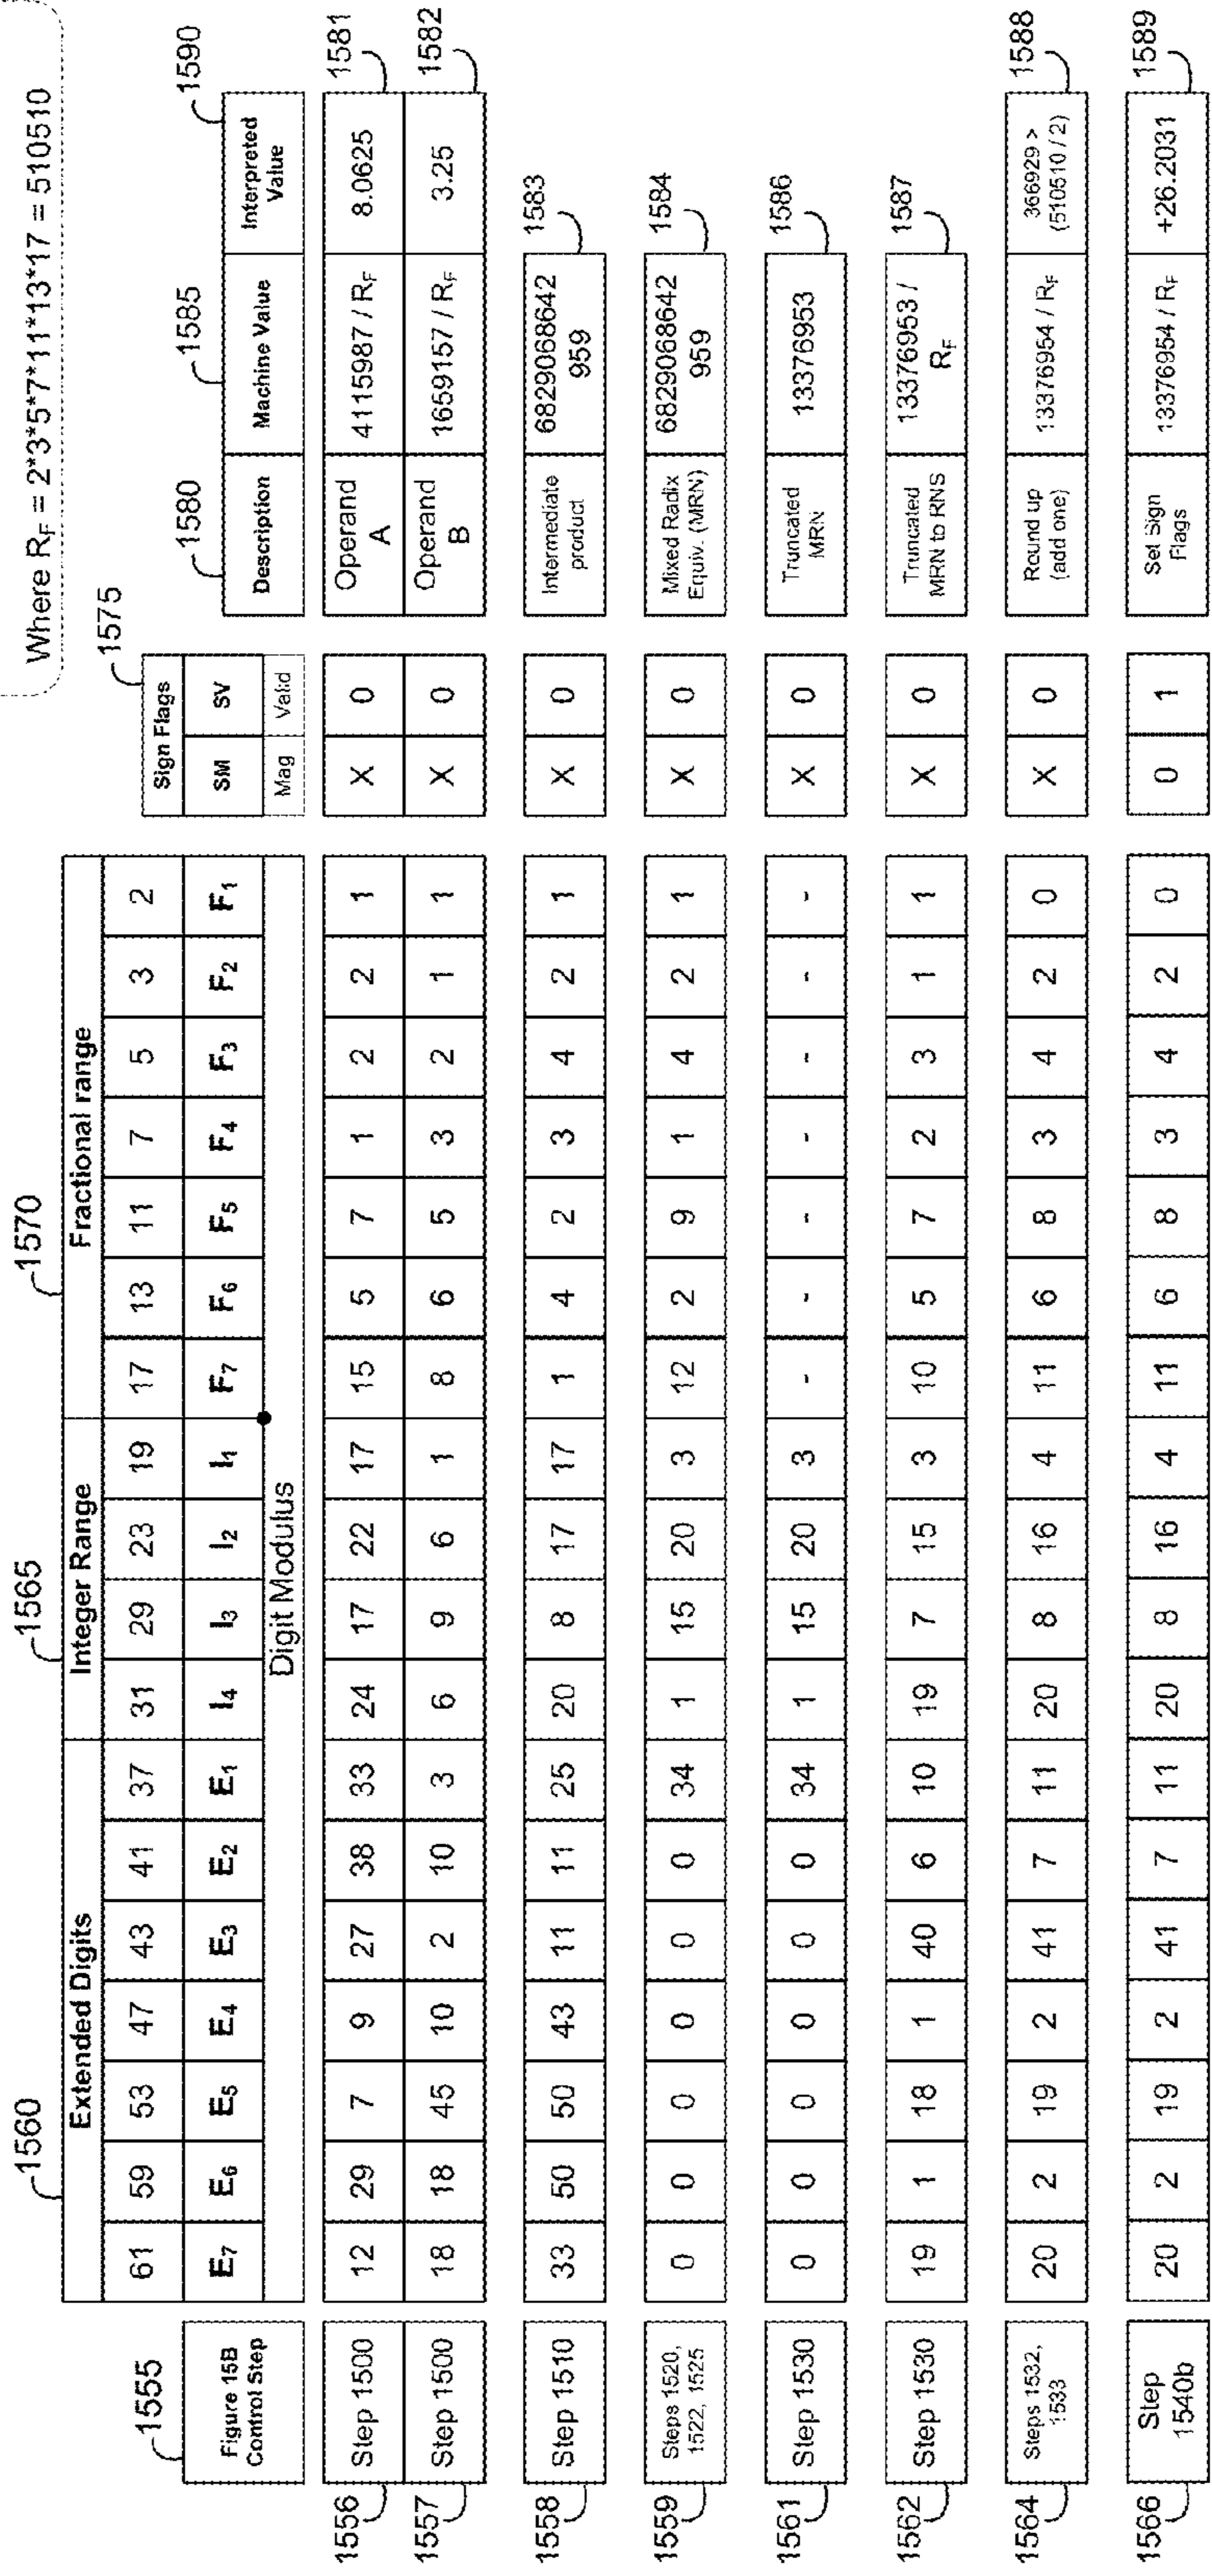 Where R_F = 2*3*5*7*11*13*17 = 510510
1555 1560 1565 1570 1575 1580 1585 1590
Extended Digits Integer Range Fractional range Sign Flags
61 59 53 47 43 41 37 31 29 23 19 17 13 11 7 5 3 2
Figure 15B Control Step E7 E6 E5 E4 E3 E2 E1 I4 I3 I2 I1 F7 F6 F5 F4 F3 F2 F1 SM SV Description Machine Value Interpreted Value
Digit Modulus Mag Valid
1556 Step 1500 12 29 7 9 27 38 33 24 17 22 17 15 5 7 1 2 2 1 X 0 Operand A 4115987 / R_F 8.0625 1581
1557 Step 1500 18 18 45 10 2 10 3 6 9 6 1 8 6 5 3 2 1 1 X 0 Operand B 1659157 / R_F 3.25 1582
1558 Step 1510 33 50 50 43 11 11 25 20 8 17 17 1 4 2 3 4 2 1 X 0 Intermediate product 6829068642 959 1583
1559 Steps 1520, 1522, 1525 0 0 0 0 0 0 34 1 15 20 3 12 2 9 1 4 2 1 X 0 Mixed Radix Equiv. (MRN) 6829068642 959 1584
1561 Step 1530 0 0 0 0 0 0 34 1 15 20 3 - - - - - - - X 0 Truncated MRN 13376953 1586
1562 Step 1530 19 1 18 1 40 6 10 19 7 15 3 10 5 7 2 3 1 1 X 0 Truncated MRN to RNS 13376953 / R_F 1587
1564 Steps 1532, 1533 20 2 19 2 41 7 11 20 8 16 4 11 6 8 3 4 2 0 X 0 Round up (add one) 13376954 / R_F 366929 > (510510 / 2) 1588
1566 Step 1540b 20 2 19 2 41 7 11 20 8 16 4 11 6 8 3 4 2 0 0 1 Set Sign Flags 13376954 / R_F +26.2031 1589